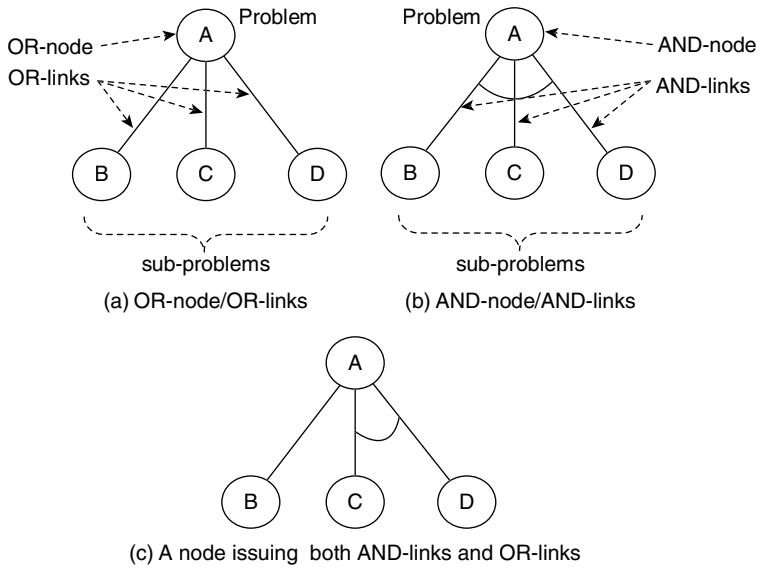 Problem
OR-node
A
OR-links
B
C
D
sub-problems
(a) OR-node/OR-links
Problem
A
AND-node
AND-links
B
C
D
sub-problems
(b) AND-node/AND-links
A
B
C
D
(c) A node issuing both AND-links and OR-links